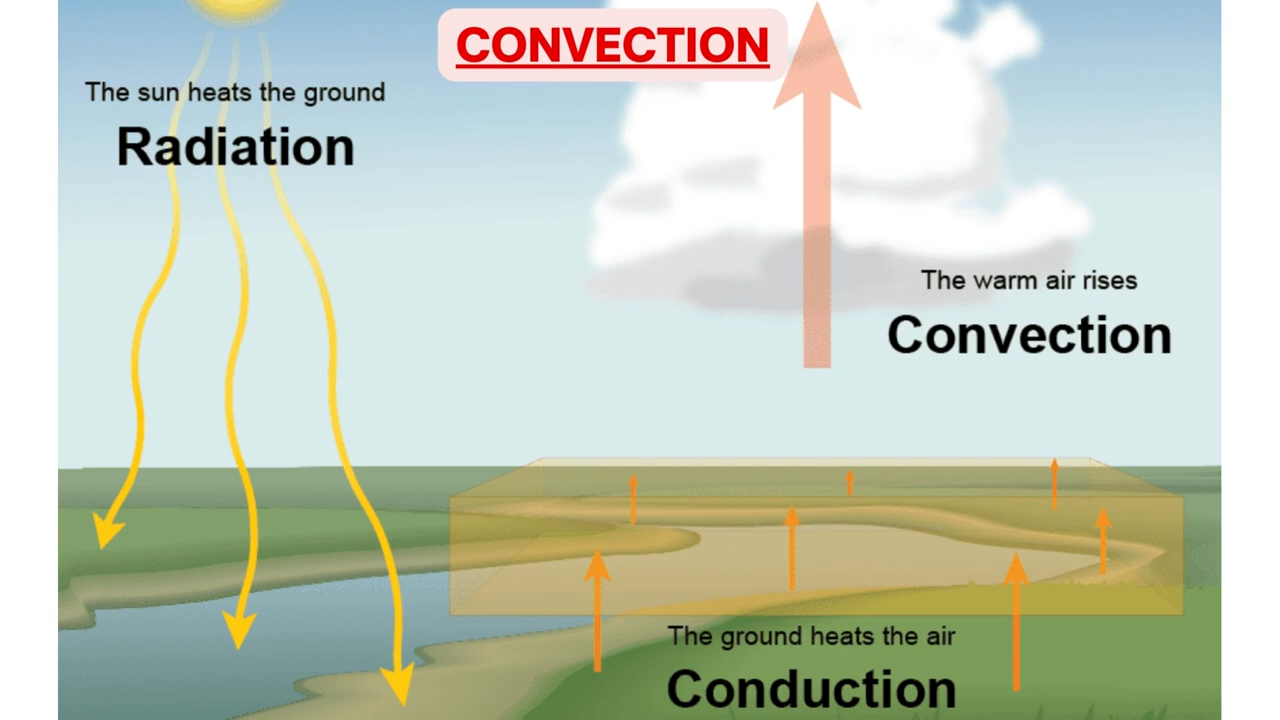 CONVECTION
The sun heats the ground
Radiation
The warm air rises
Convection
The ground heats the air
Conduction